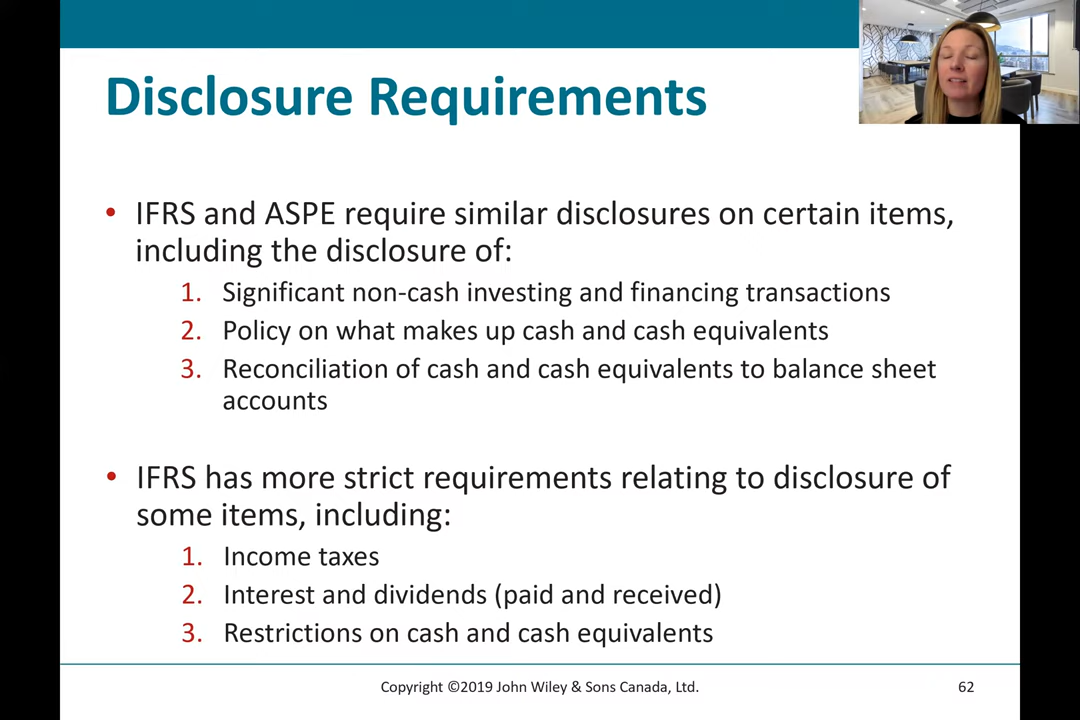 Disclosure Requirements
• IFRS and ASPE require similar disclosures on certain items,
including the disclosure of:
1. Significant non-cash investing and financing transactions
2. Policy on what makes up cash and cash equivalents
3. Reconciliation of cash and cash equivalents to balance sheet
accounts
• IFRS has more strict requirements relating to disclosure of
some items, including:
1. Income taxes
2. Interest and dividends (paid and received)
3. Restrictions on cash and cash equivalents
Copyright ©2019 John Wiley & Sons Canada, Ltd.
62